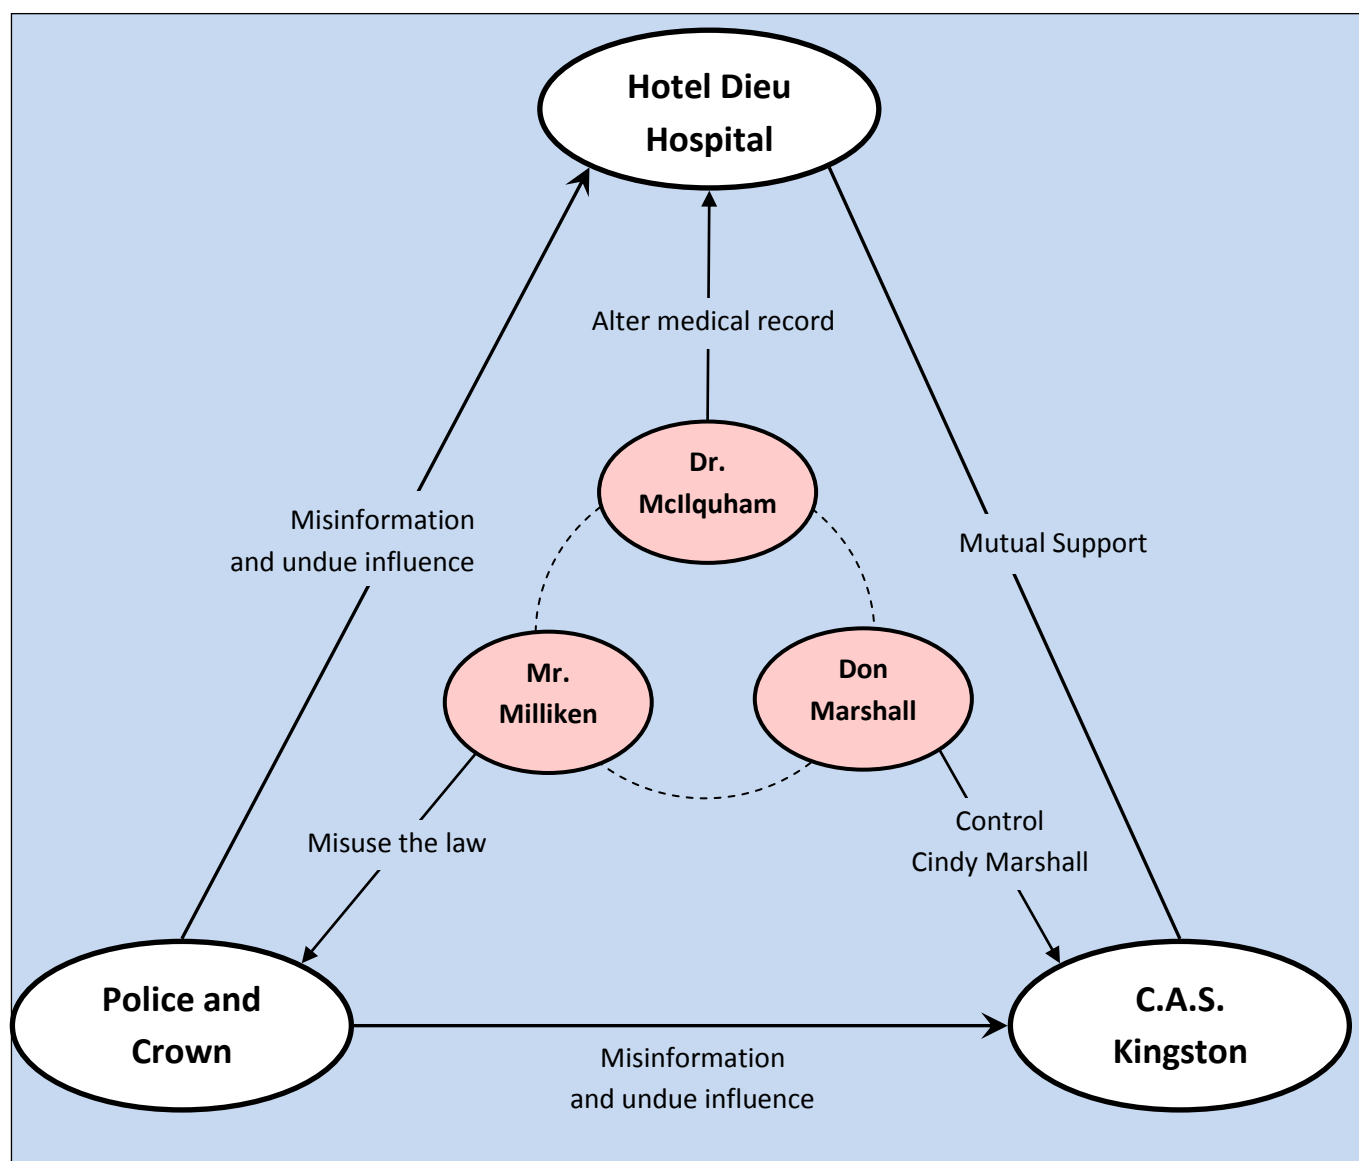 Hotel Dieu
Hospital
Alter medical record
Dr.
McIlquham
Misinformation
and undue influence
Mutual Support
Mr.
Milliken
Don
Marshall
Misuse the law
Control
Cindy Marshall
Police and
Crown
C.A.S.
Kingston
Misinformation
and undue influence